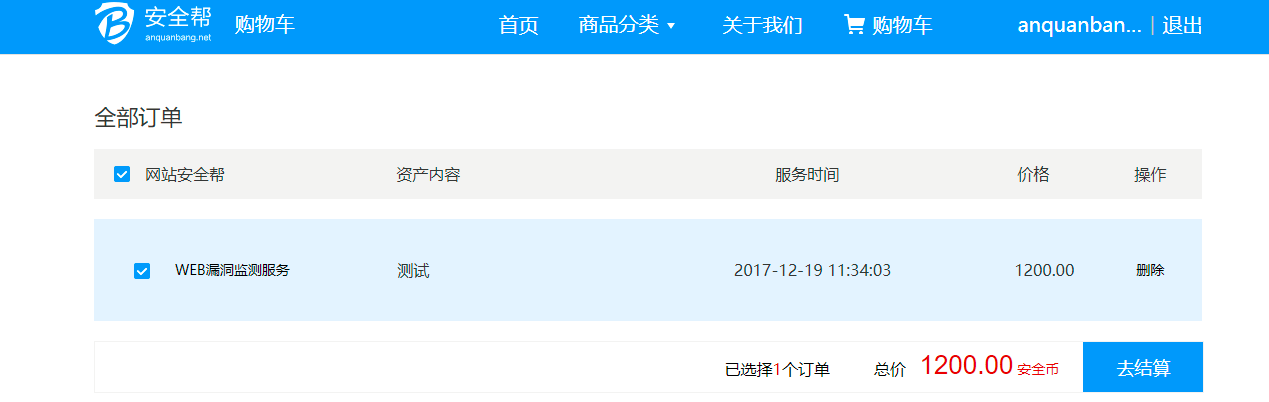 安全帮
anquanbang.net
购物车
首页 商品分类 关于我们 购物车 anquanban... | 退出
全部订单
网站安全帮 资产内容 服务时间 价格 操作
WEB漏洞监测服务 测试 2017-12-19 11:34:03 1200.00 删除
已选择1个订单 总价 1200.00 安全币 去结算